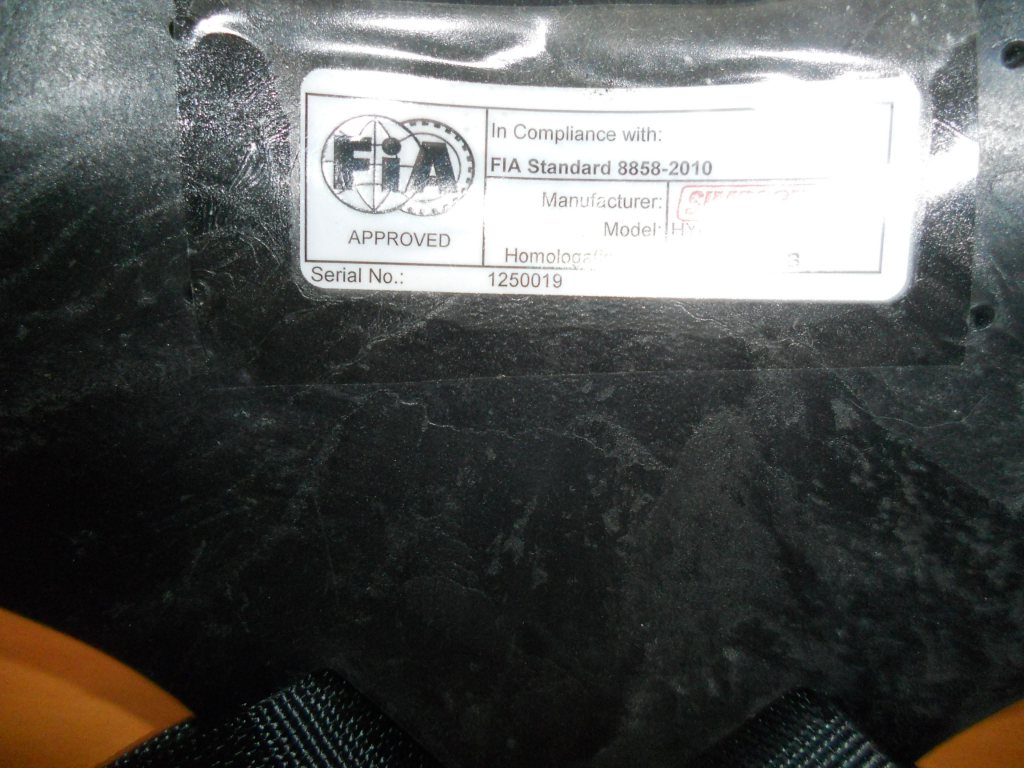 FiA
APPROVED
In Compliance with:
FIA Standard 8858-2010
Manufacturer:
Model:
Serial No.: 1250019